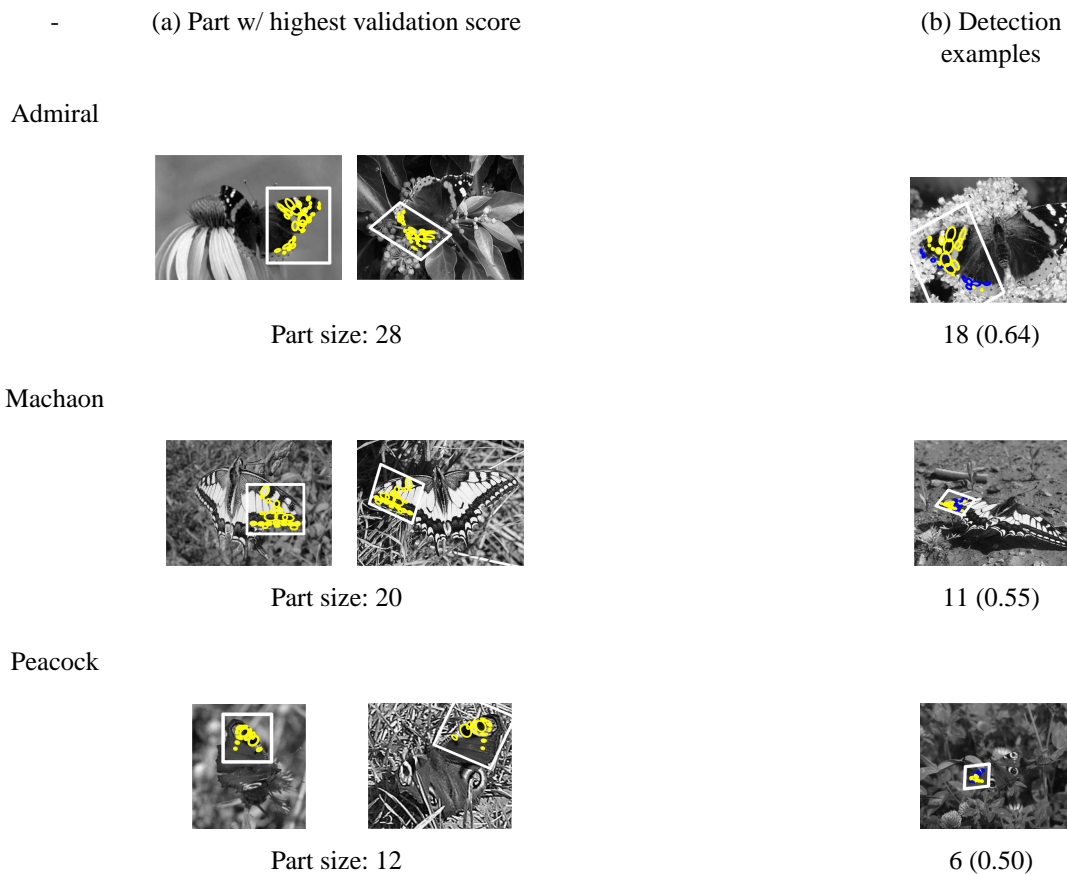 -
(a) Part w/ highest validation score
(b) Detection
examples
Admiral
Part size: 28
18 (0.64)
Machaon
Part size: 20
11 (0.55)
Peacock
Part size: 12
6 (0.50)